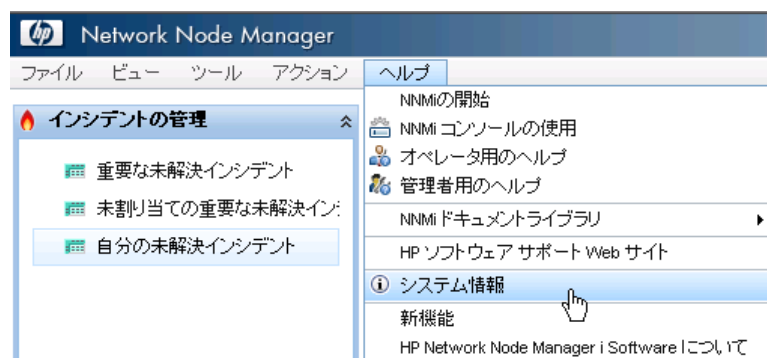 hp Network Node Manager
ファイル ビュー ツール アクション ヘルプ
インシデントの管理
重要な未解決インシデント
未割り当ての重要な未解決イン
自分の未解決インシデント
NNMiの開始
NNMi コンソールの使用
オペレータ用のヘルプ
管理者用のヘルプ
NNMi ドキュメントライブラリ
HP ソフトウェア サポート Web サイト
システム情報
新機能
HP Network Node Manager i Software について